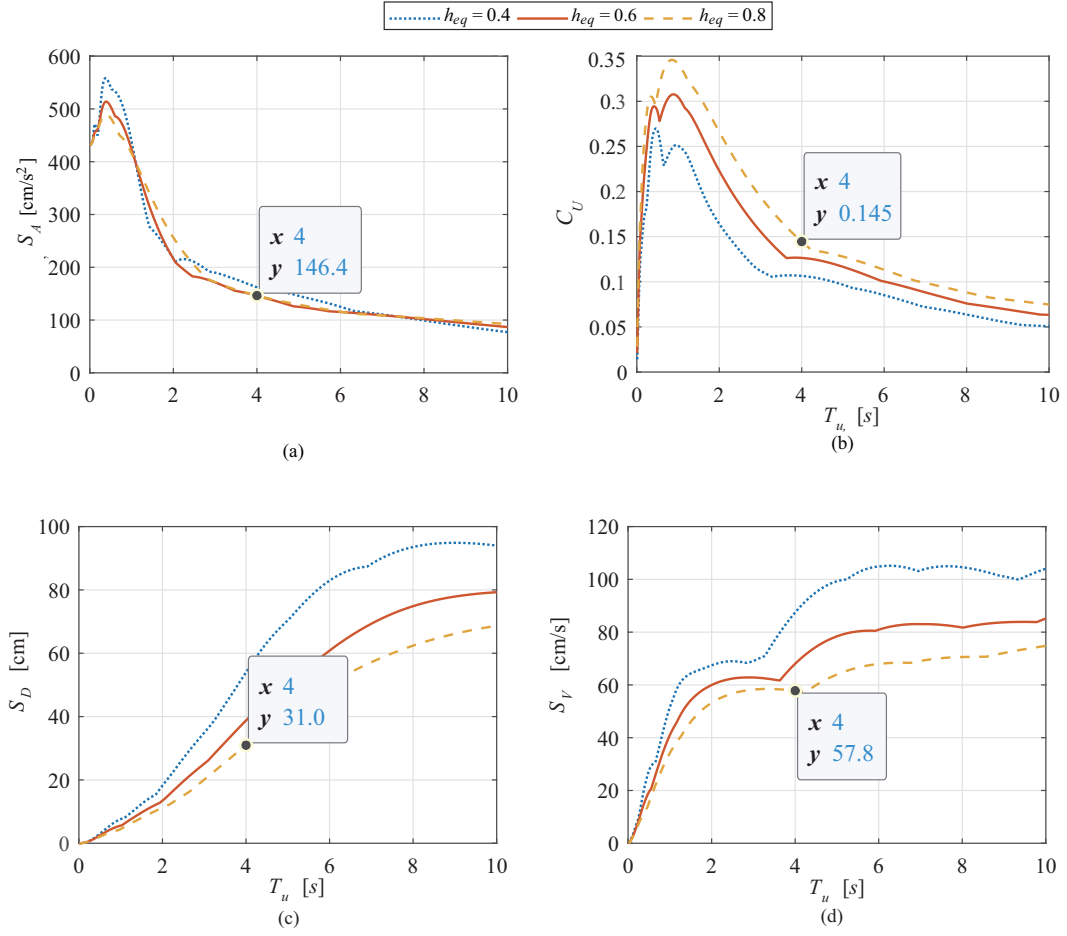 h_eq = 0.4 h_eq = 0.6 h_eq = 0.8
600
500
400
300
200
100
0
S_A, [cm/s²]
x 4
y 146.4
0 2 4 6 8 10
(a)
0.35
0.3
0.25
0.2
0.15
0.1
0.05
0
C_U
x 4
y 0.145
0 2 4 6 8 10
T_u, [s]
(b)
100
80
60
40
20
0
S_D [cm]
x 4
y 31.0
0 2 4 6 8 10
T_u [s]
(c)
120
100
80
60
40
20
0
S_V [cm/s]
x 4
y 57.8
0 2 4 6 8 10
T_u [s]
(d)